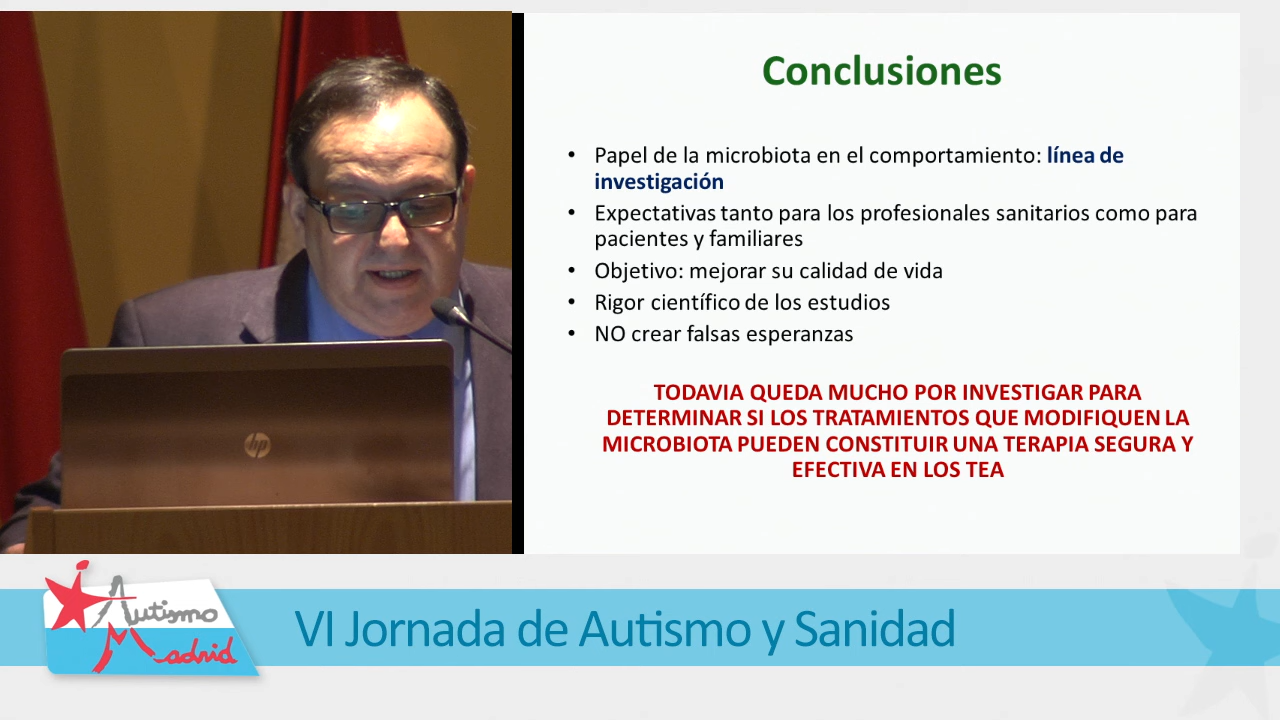 Conclusiones
• Papel de la microbiota en el comportamiento: línea de
investigación
• Expectativas tanto para los profesionales sanitarios como para
pacientes y familiares
• Objetivo: mejorar su calidad de vida
• Rigor científico de los estudios
• NO crear falsas esperanzas
TODAVIA QUEDA MUCHO POR INVESTIGAR PARA
DETERMINAR SI LOS TRATAMIENTOS QUE MODIFIQUEN LA
MICROBIOTA PUEDEN CONSTITUIR UNA TERAPIA SEGURA Y
EFECTIVA EN LOS TEA
hp
Autismo
Madrid
VI Jornada de Autismo y Sanidad